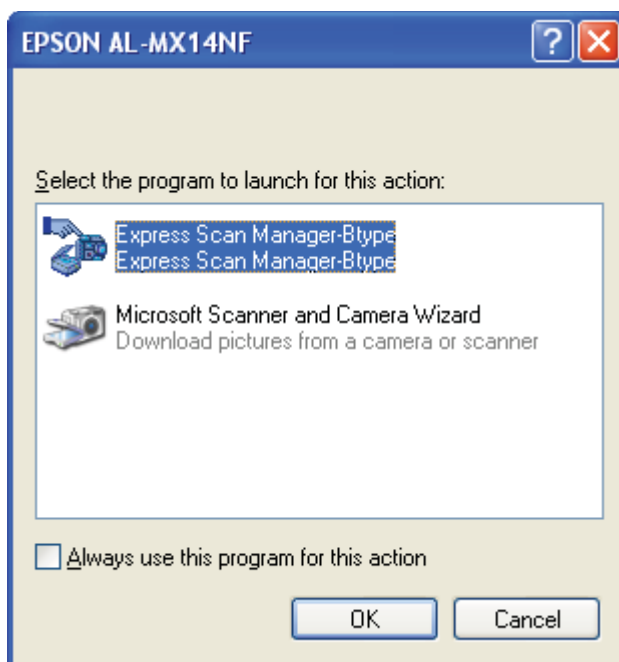 EPSON AL-MX14NF
Select the program to launch for this action:
Express Scan Manager-Btype
Express Scan Manager-Btype
Microsoft Scanner and Camera Wizard
Download pictures from a camera or scanner
Always use this program for this action
OK Cancel